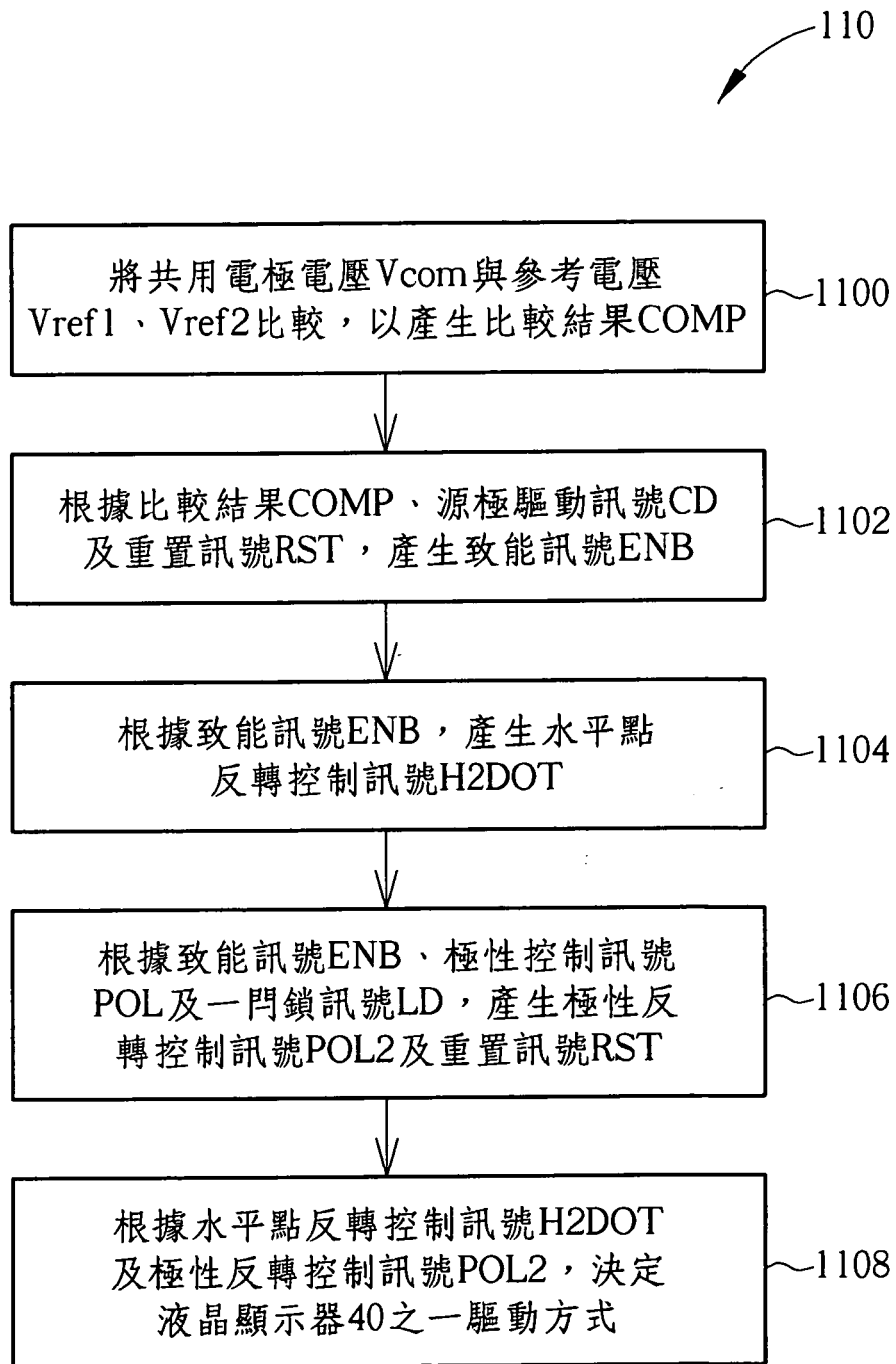 110
將共用電極電壓Vcom與參考電壓
Vref1、Vref2比較，以產生比較結果COMP
1100
根據比較結果COMP、源極驅動訊號CD
及重置訊號RST，產生致能訊號ENB
1102
根據致能訊號ENB，產生水平點
反轉控制訊號H2DOT
1104
根據致能訊號ENB、極性控制訊號
POL及一閂鎖訊號LD，產生極性反
轉控制訊號POL2及重置訊號RST
1106
根據水平點反轉控制訊號H2DOT
及極性反轉控制訊號POL2，決定
液晶顯示器40之一驅動方式
1108